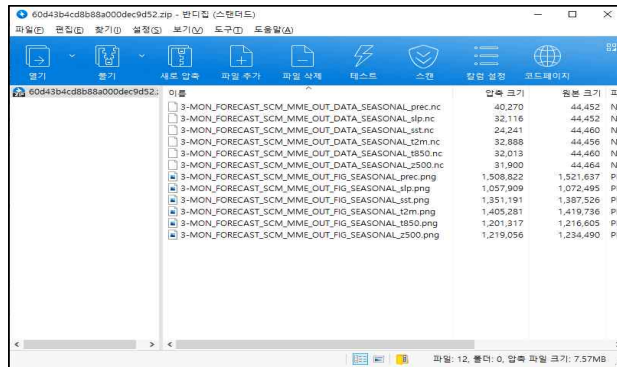 60d43b4cd8b88a000dec9d52.zip - 반디집 (스탠더드)
파일(F) 편집(E) 찾기(I) 설정(S) 보기(V) 도구(T) 도움말(A)
열기 풀기 새로 압축 파일 추가 파일 삭제 테스트 스캔 칼럼 설정 코드페이지
60d43b4cd8b88a000dec9d52.: 이름 압축 크기 원본 크기
3-MON_FORECAST_SCM_MME_OUT_DATA_SEASONAL_prec.nc 40,270 44,452 N
3-MON_FORECAST_SCM_MME_OUT_DATA_SEASONAL_slp.nc 32,116 44,452 N
3-MON_FORECAST_SCM_MME_OUT_DATA_SEASONAL_sst.nc 24,241 44,460 N
3-MON_FORECAST_SCM_MME_OUT_DATA_SEASONAL_t2m.nc 32,888 44,456 N
3-MON_FORECAST_SCM_MME_OUT_DATA_SEASONAL_t850.nc 32,013 44,460 N
3-MON_FORECAST_SCM_MME_OUT_DATA_SEASONAL_z500.nc 31,900 44,464 N
3-MON_FORECAST_SCM_MME_OUT_FIG_SEASONAL_prec.png 1,508,822 1,521,637 P
3-MON_FORECAST_SCM_MME_OUT_FIG_SEASONAL_slp.png 1,057,909 1,072,495 P
3-MON_FORECAST_SCM_MME_OUT_FIG_SEASONAL_sst.png 1,351,191 1,387,526 P
3-MON_FORECAST_SCM_MME_OUT_FIG_SEASONAL_t2m.png 1,405,281 1,419,736 P
3-MON_FORECAST_SCM_MME_OUT_FIG_SEASONAL_t850.png 1,201,317 1,216,605 P
3-MON_FORECAST_SCM_MME_OUT_FIG_SEASONAL_z500.png 1,219,056 1,234,490 P
파일: 12, 폴더: 0, 압축 파일 크기: 7.57MB